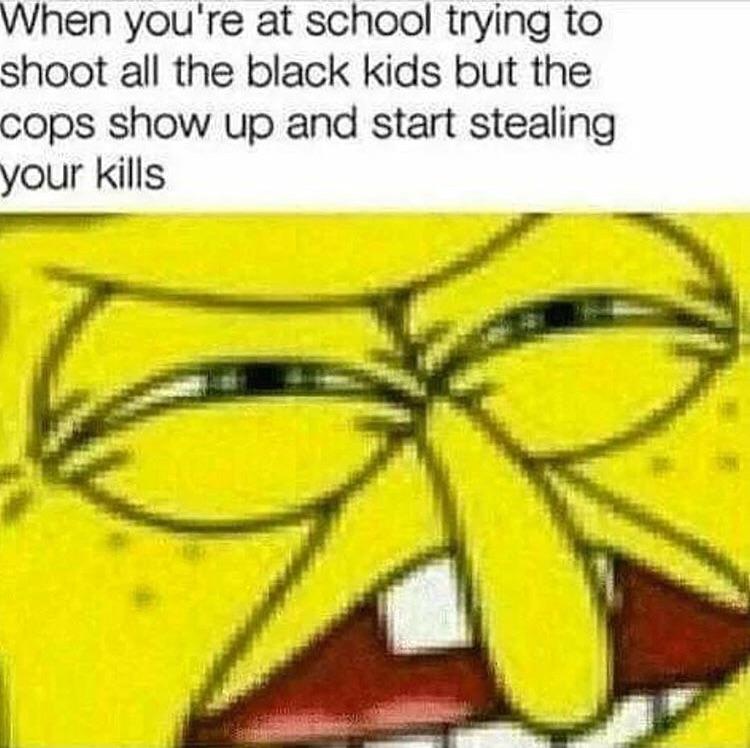 When you're at school trying to
shoot all the black kids but the
cops show up and start stealing
your kills